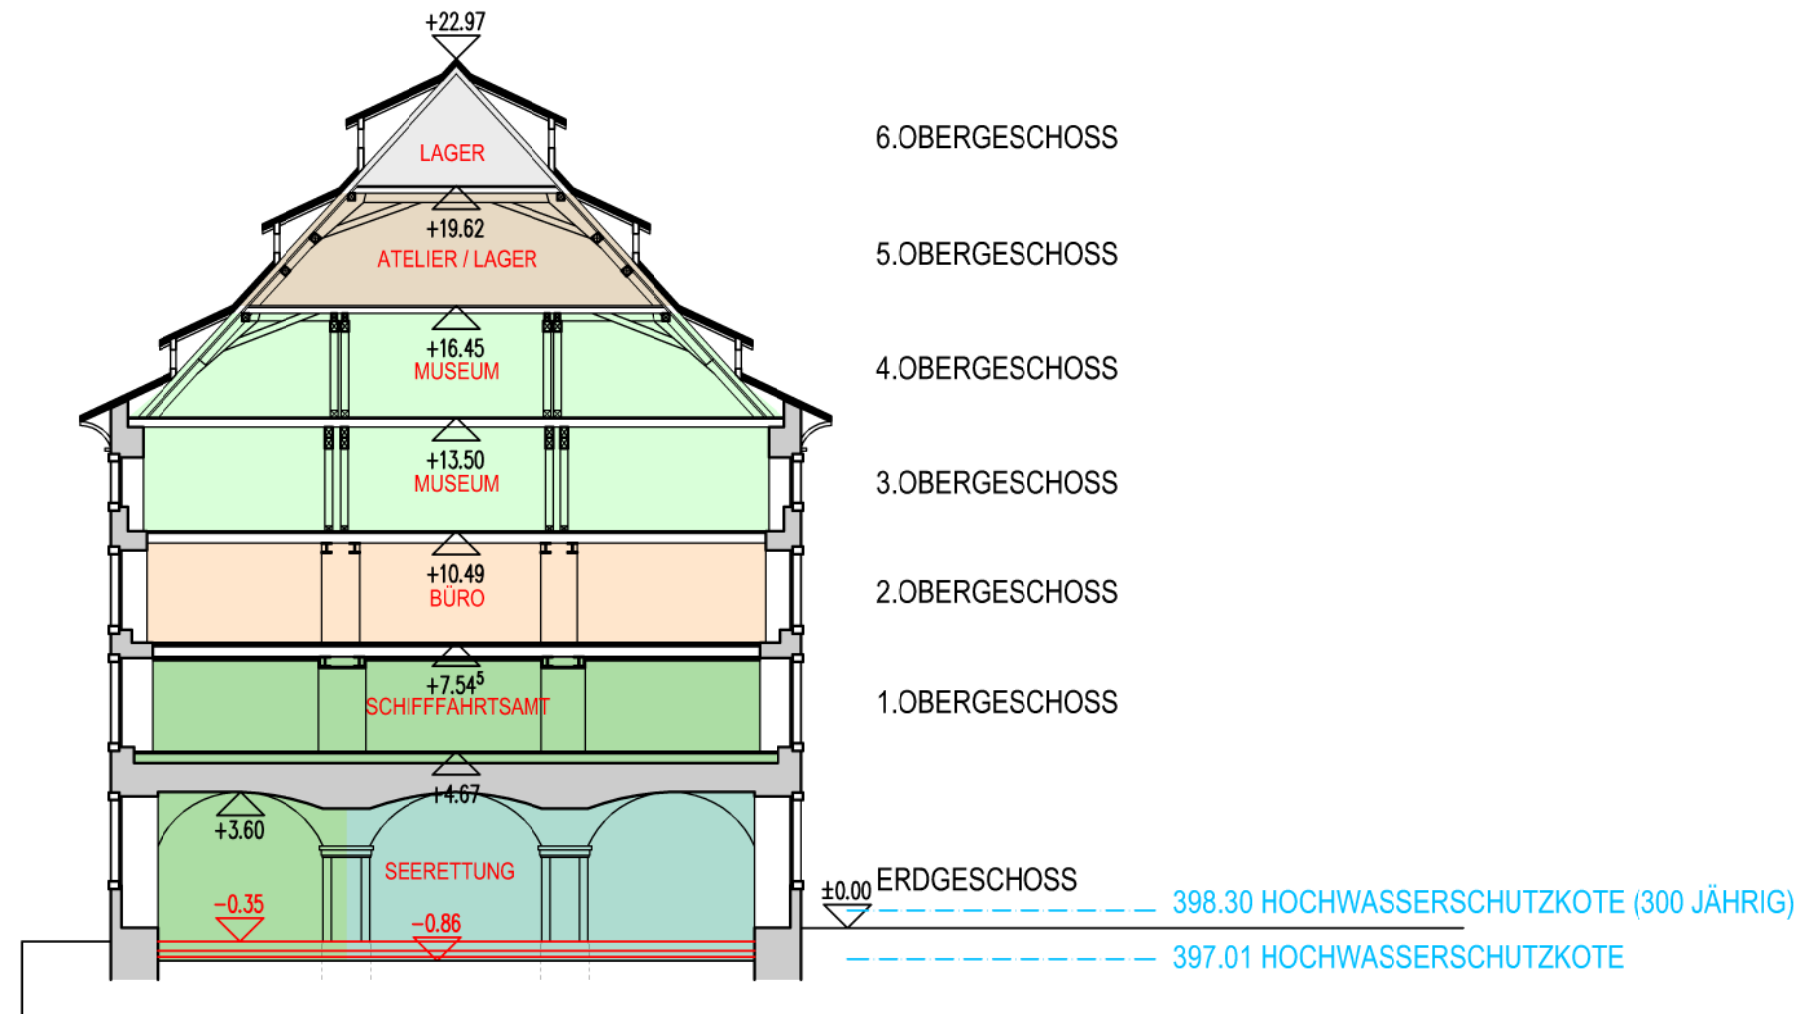 +22.97
6.OBERGESCHOSS
LAGER
+19.62
5.OBERGESCHOSS
ATELIER / LAGER
+16.45
4.OBERGESCHOSS
MUSEUM
+13.50
3.OBERGESCHOSS
MUSEUM
+10.49
2.OBERGESCHOSS
BÜRO
+7.54⁵
1.OBERGESCHOSS
SCHIFFFAHRTSAMT
+4.67
+3.60
SEERETTUNG
ERDGESCHOSS
±0.00
398.30 HOCHWASSERSCHUTZKOTE (300 JÄHRIG)
-0.35
-0.86
397.01 HOCHWASSERSCHUTZKOTE